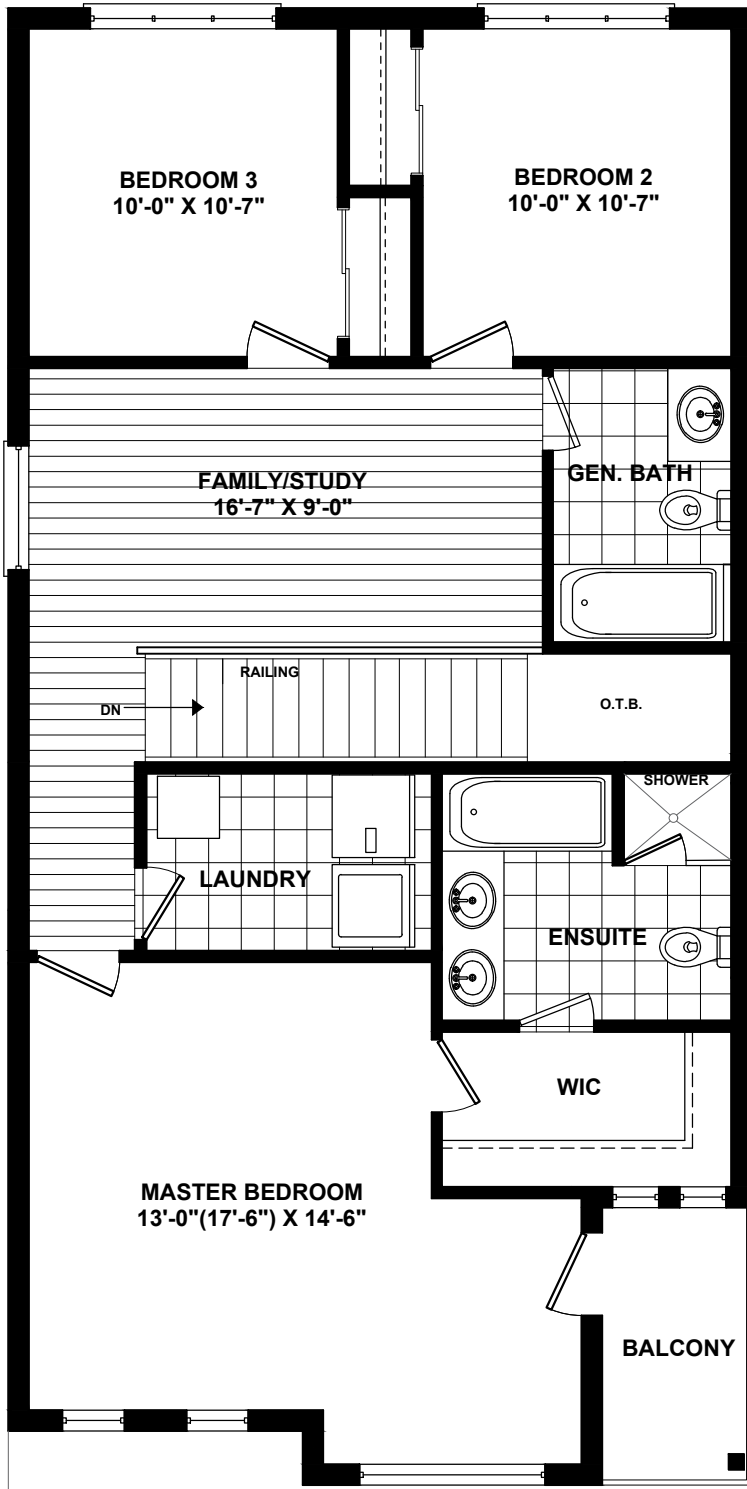 BEDROOM 3
10'-0" X 10'-7"
BEDROOM 2
10'-0" X 10'-7"
FAMILY/STUDY
16'-7" X 9'-0"
GEN. BATH
RAILING
DN
O.T.B.
SHOWER
LAUNDRY
ENSUITE
WIC
MASTER BEDROOM
13'-0"(17'-6") X 14'-6"
BALCONY